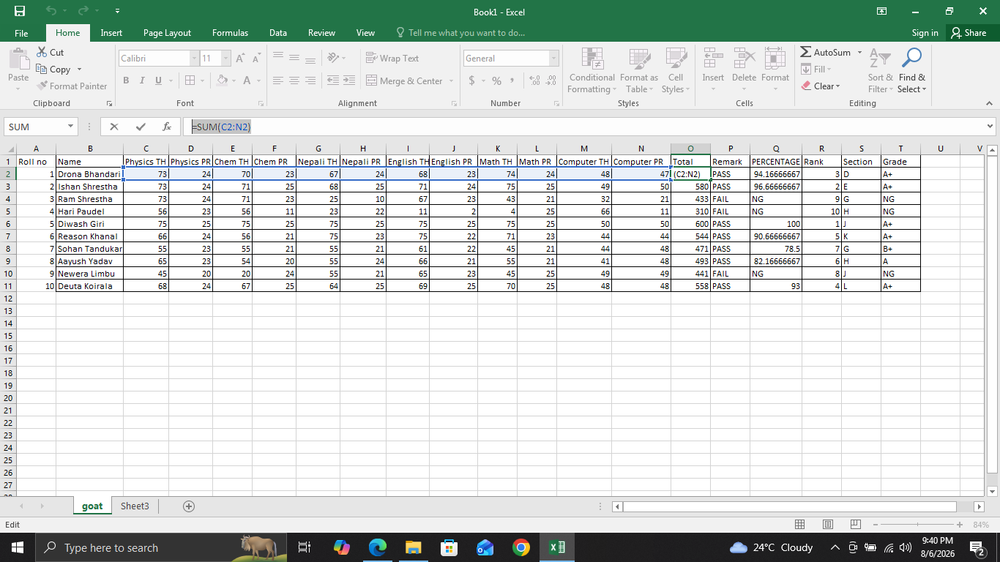 Book1 - Excel
File Home Insert Page Layout Formulas Data Review View Tell me what you want to do... Sign in Share
Paste Cut Copy Format Painter Clipboard
Calibri 11 A A B I U A Font
Wrap Text Merge & Center Alignment
General $ % , .0 .00 .00 .0 Number
Conditional Formatting Format as Table Cell Styles Styles
Insert Delete Format Cells
AutoSum Fill Clear Sort & Filter Find & Select Editing
SUM fx =SUM(C2:N2)
A B C D E F G H I J K L M N O P Q R S T U V
1 Roll no Name Physics TH Physics PR Chem TH Chem PR Nepali TH Nepali PR English TH English PR Math TH Math PR Computer TH Computer PR Total Remark PERCENTAGE Rank Section Grade
2 1 Drona Bhandari 73 24 70 23 67 24 68 23 74 24 48 47 (C2:N2) PASS 94.16666667 3 D A+
3 2 Ishan Shrestha 73 24 71 25 68 25 71 24 75 25 49 50 580 PASS 96.66666667 2 E A+
4 3 Ram Shrestha 73 24 71 23 25 10 67 23 43 21 32 21 433 FAIL NG 9 G NG
5 4 Hari Paudel 56 23 56 11 23 22 11 2 4 25 66 11 310 FAIL NG 10 H NG
6 5 Diwash Giri 75 25 75 25 75 25 75 25 75 25 50 50 600 PASS 100 1 J A+
7 6 Reason Khanal 66 24 56 21 75 23 75 22 71 23 44 44 544 PASS 90.66666667 5 K A+
8 7 Sohan Tandukar 55 23 55 21 55 21 61 22 45 21 44 48 471 PASS 78.5 7 G B+
9 8 Aayush Yadav 65 23 54 20 55 24 66 21 55 21 41 48 493 PASS 82.16666667 6 H A
10 9 Newera Limbu 45 20 20 24 55 21 65 23 45 25 49 49 441 FAIL NG 8 J NG
11 10 Deuta Koirala 68 24 67 25 64 25 69 25 70 25 48 48 558 PASS 93 4 L A+
12
13
14
15
16
17
18
19
20
21
22
23
24
25
26
27
goat Sheet3
Edit 84%
Type here to search 24°C Cloudy 9:40 PM
8/6/2026 2